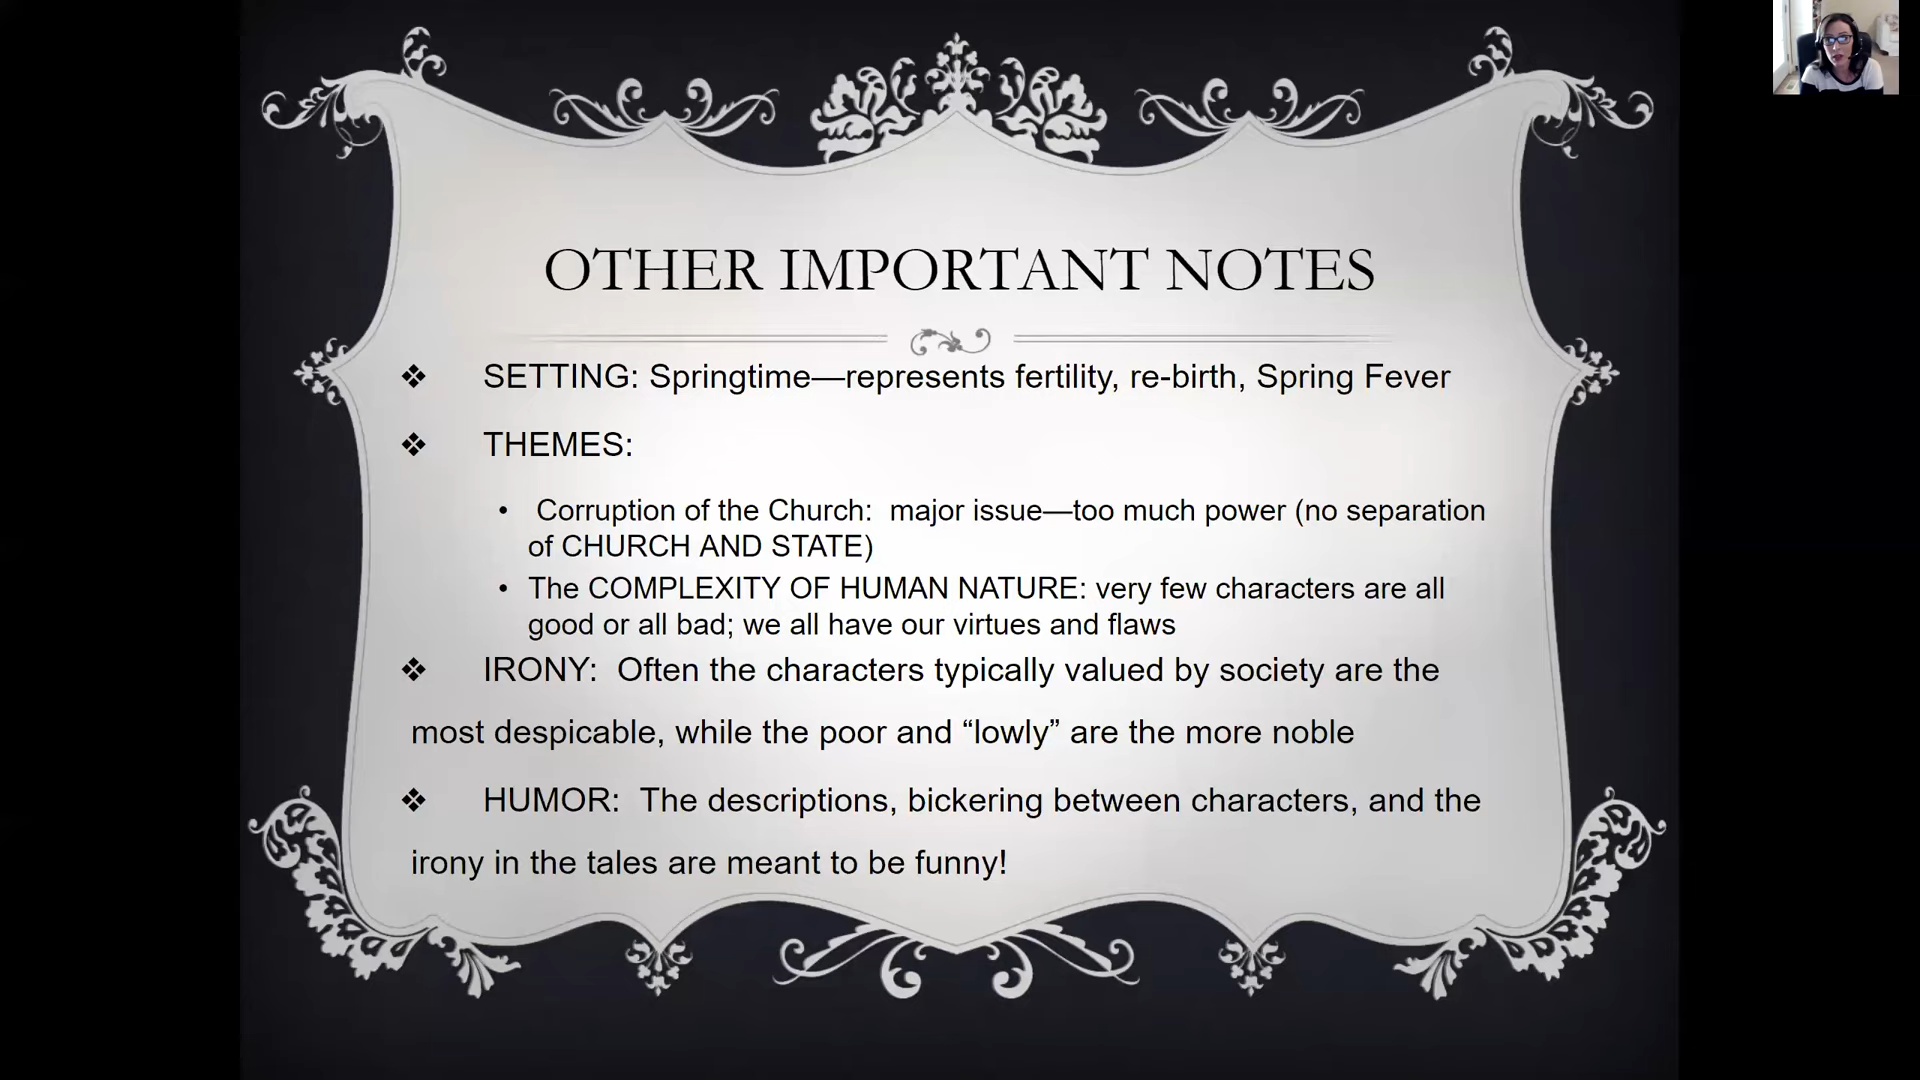 OTHER IMPORTANT NOTES
❖ SETTING: Springtime—represents fertility, re-birth, Spring Fever
❖ THEMES:
• Corruption of the Church: major issue—too much power (no separation
of CHURCH AND STATE)
• The COMPLEXITY OF HUMAN NATURE: very few characters are all
good or all bad; we all have our virtues and flaws
❖ IRONY: Often the characters typically valued by society are the
most despicable, while the poor and “lowly” are the more noble
❖ HUMOR: The descriptions, bickering between characters, and the
irony in the tales are meant to be funny!